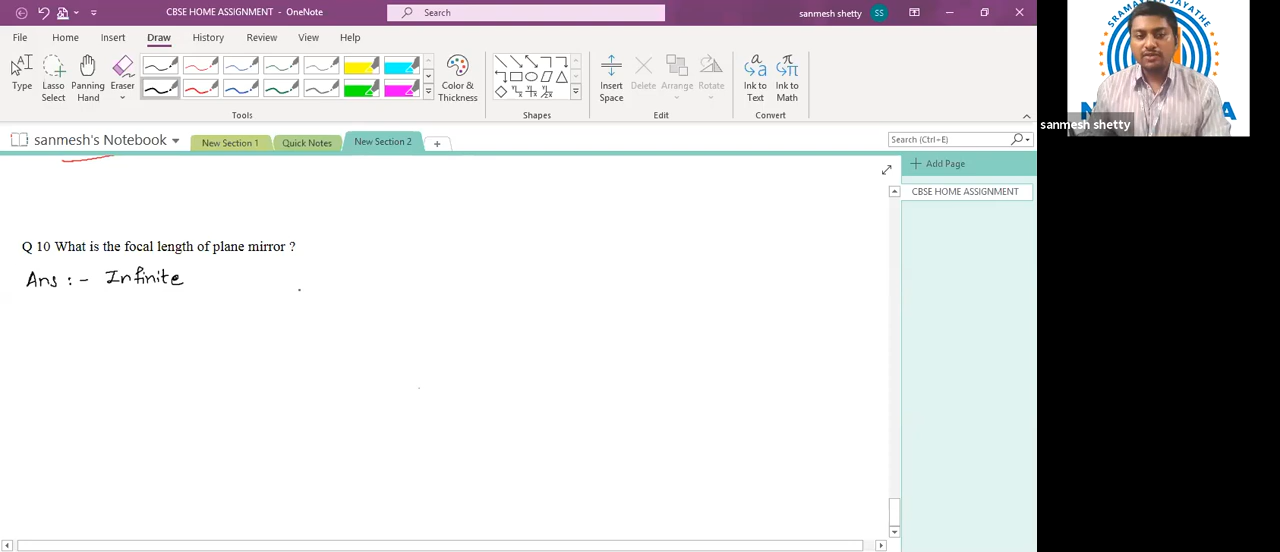 CBSE HOME ASSIGNMENT - OneNote
Search
sanmesh shetty
SS
File Home Insert Draw History Review View Help
Type
Lasso Select
Panning Hand
Eraser
Color & Thickness
Insert Space
Delete
Arrange
Rotate
Ink to Text
Ink to Math
Tools
Shapes
Edit
Convert
sanmesh's Notebook
New Section 1
Quick Notes
New Section 2
Search (Ctrl+E)
Add Page
CBSE HOME ASSIGNMENT
Q 10 What is the focal length of plane mirror ?
Ans :- Infinite
SRAMAYEVA JAYATHE
sanmesh shetty